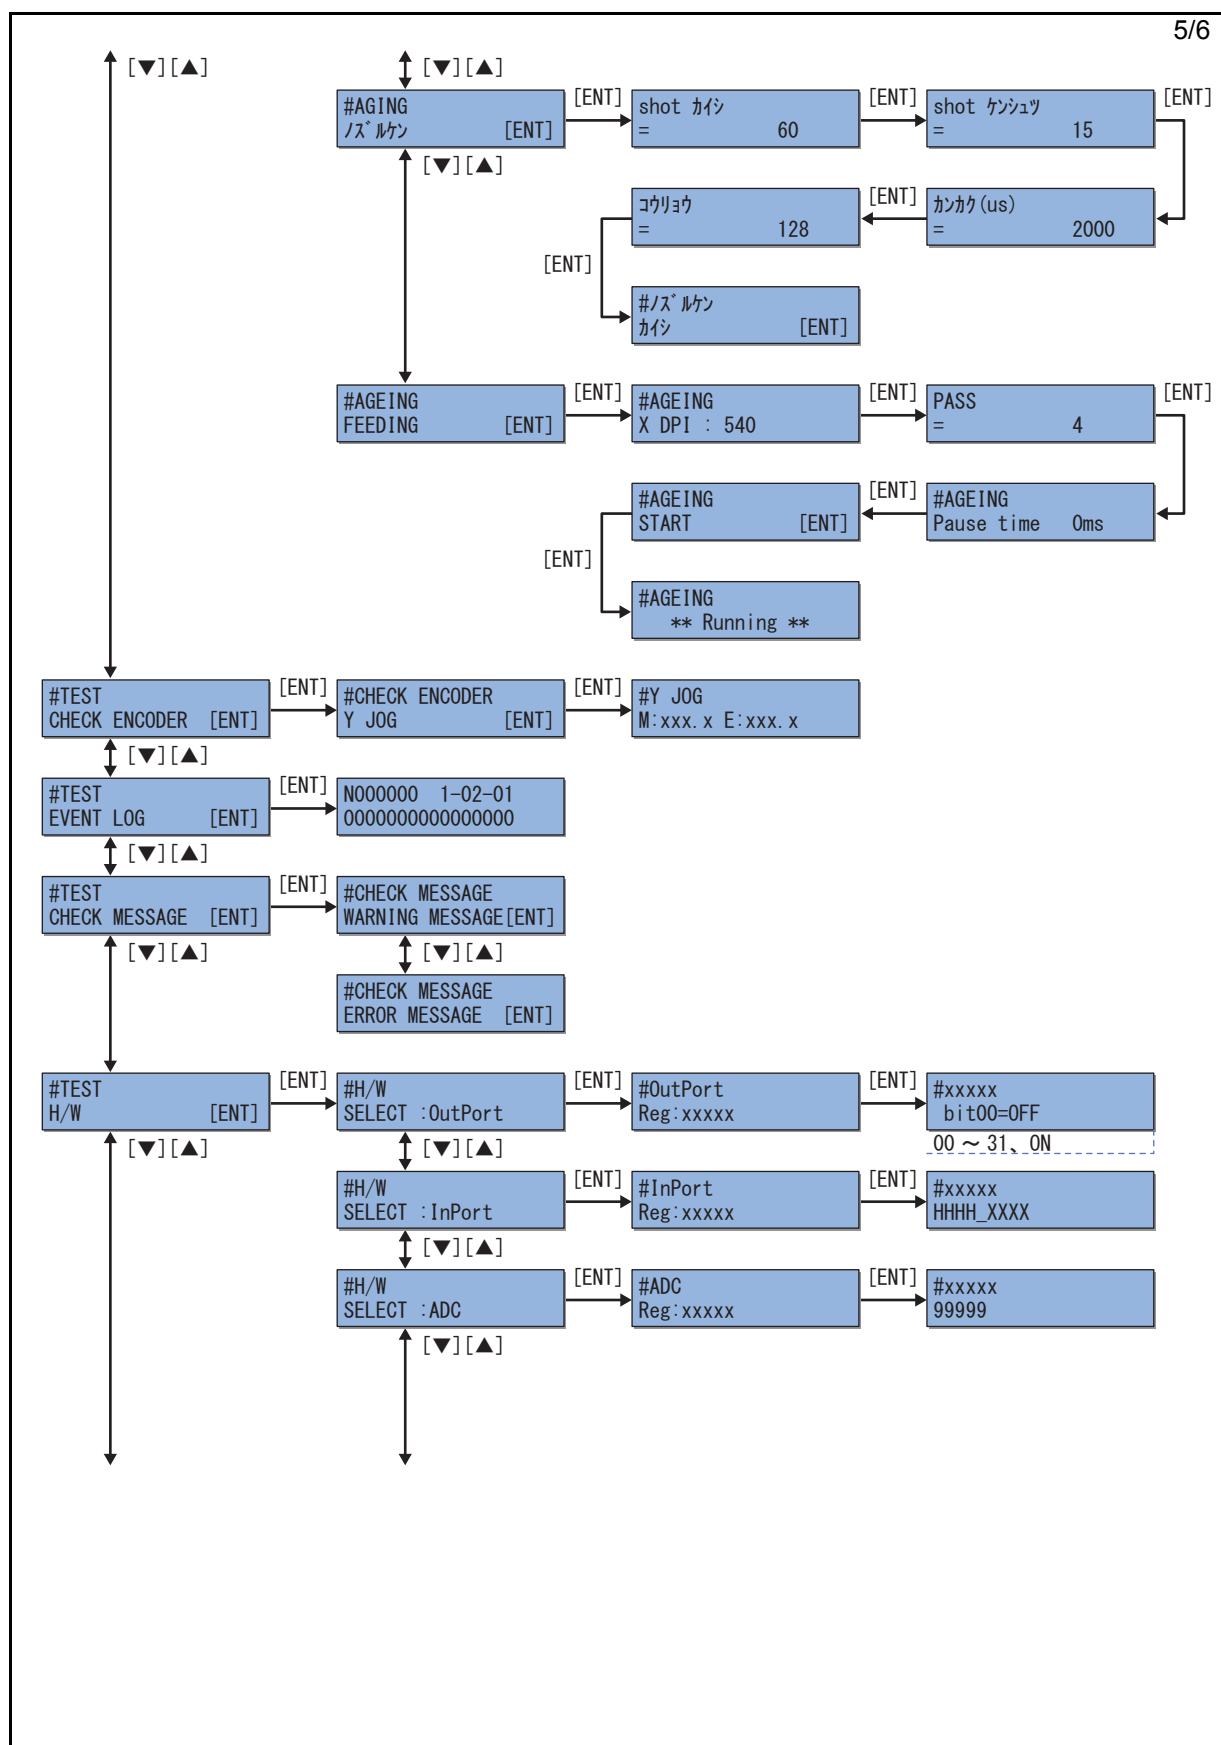 5/6
[▼][▲] [▼][▲]
#AGING
ノズルケン [ENT]
[ENT]
shot カイシ
= 60
[ENT]
shot ケンシュツ
= 15
[ENT]
[▼][▲]
コウリョウ
= 128
[ENT]
カンカク(us)
= 2000
[ENT]
#ノズルケン
カイシ [ENT]
#AGEING
FEEDING [ENT]
[ENT]
#AGEING
X DPI : 540
[ENT]
PASS
= 4
[ENT]
#AGEING
START [ENT]
[ENT]
#AGEING
Pause time 0ms
[ENT]
#AGEING
** Running **
#TEST
CHECK ENCODER [ENT]
[ENT]
#CHECK ENCODER
Y JOG [ENT]
[ENT]
#Y JOG
M:xxx.x E:xxx.x
[▼][▲]
#TEST
EVENT LOG [ENT]
[ENT]
N000000 1-02-01
0000000000000000
[▼][▲]
#TEST
CHECK MESSAGE [ENT]
[ENT]
#CHECK MESSAGE
WARNING MESSAGE[ENT]
[▼][▲] [▼][▲]
#CHECK MESSAGE
ERROR MESSAGE [ENT]
#TEST
H/W [ENT]
[ENT]
#H/W
SELECT :OutPort
[ENT]
#OutPort
Reg:xxxxx
[ENT]
#xxxxx
bit00=OFF
00 ～ 31、ON
[▼][▲] [▼][▲]
#H/W
SELECT :InPort
[ENT]
#InPort
Reg:xxxxx
[ENT]
#xxxxx
HHHH_XXXX
[▼][▲]
#H/W
SELECT :ADC
[ENT]
#ADC
Reg:xxxxx
[ENT]
#xxxxx
99999
[▼][▲]